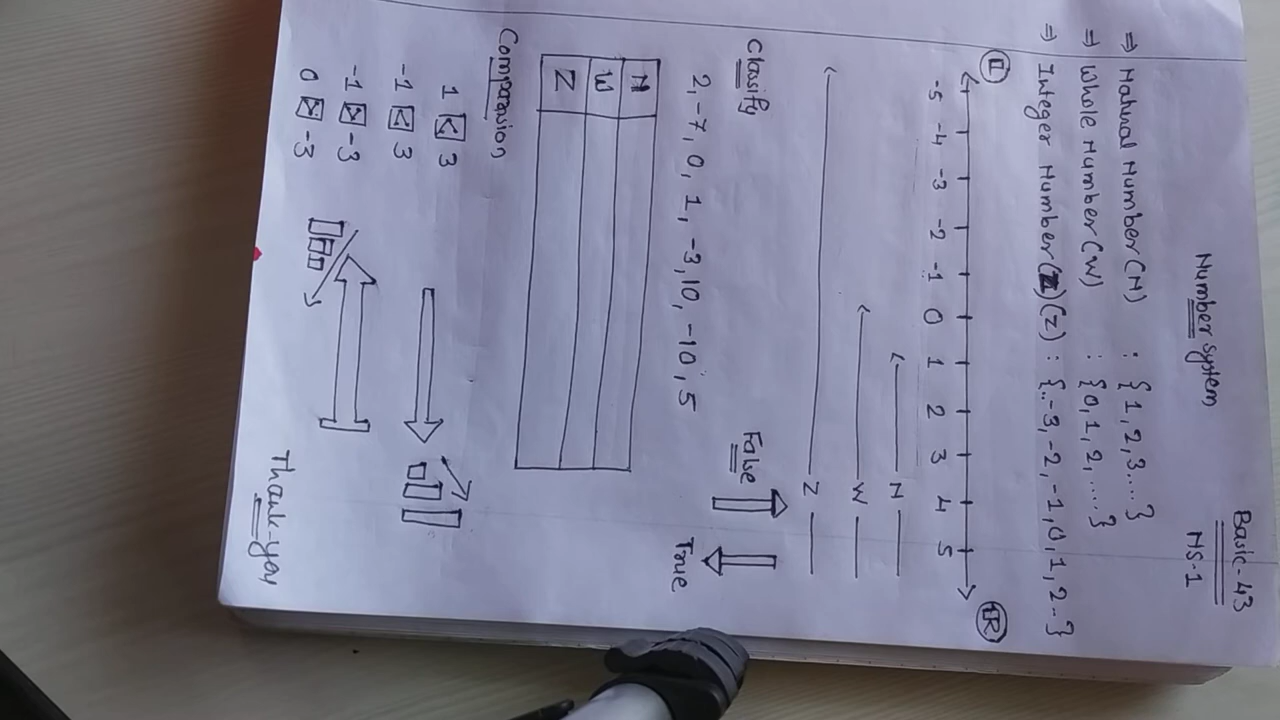 Basic-43
Number system NS-1
⇒ Natural Number(N) : {1,2,3....}
⇒ Whole Number(W) : {0,1,2,....}
⇒ Integer Number(Z)(Z) : {..-3,-2,-1,0,1,2..}
L R
-5 -4 -3 -2 -1 0 1 2 3 4 5
N
W
Z
Classify False True
2,-7,0,1,-3,10,-10,5
N
W
Z
Comparasion
1 < 3
-1 < 3
-1 > -3
0 > -3
Thank-you